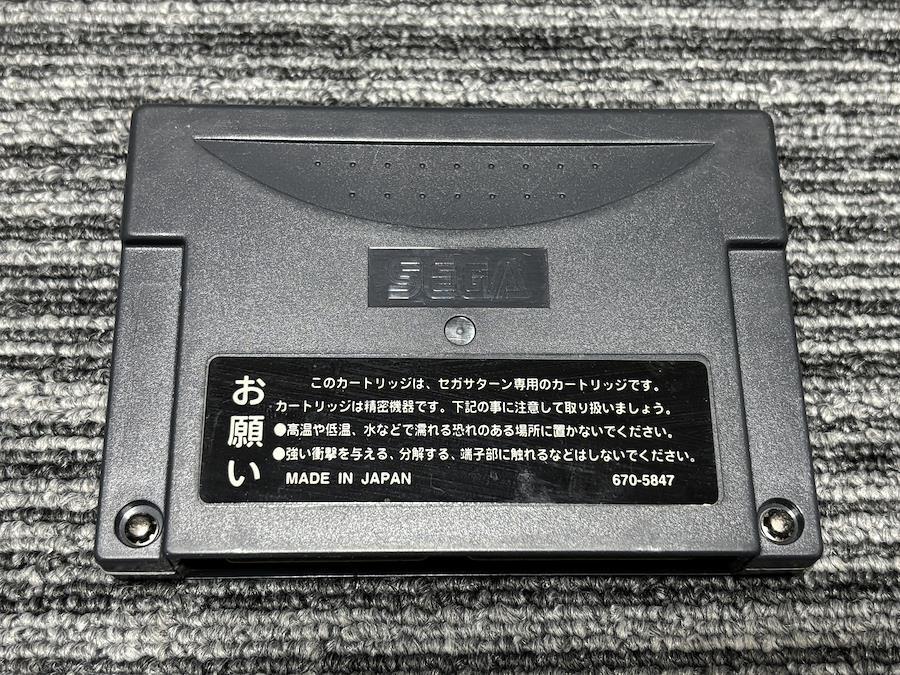 SEGA
お願い
このカートリッジは、セガサターン専用のカートリッジです。
カートリッジは精密機器です。下記の事に注意して取り扱いましょう。
●高温や低温、水などで濡れる恐れのある場所に置かないでください。
●強い衝撃を与える、分解する、端子部に触れるなどはしないでください。
MADE IN JAPAN 670-5847